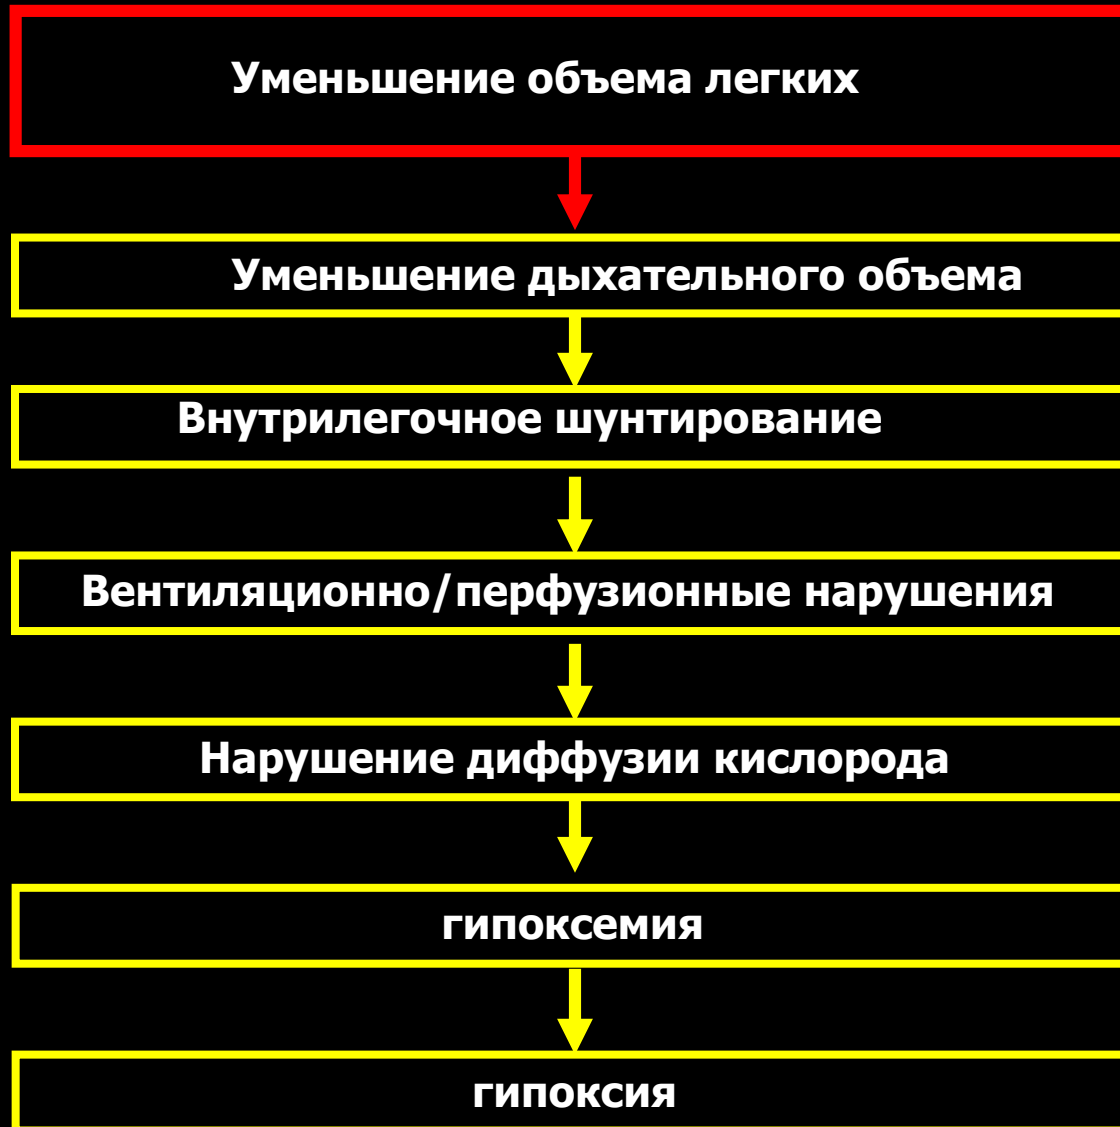 Уменьшение объема легких
Уменьшение дыхательного объема
Внутрилегочное шунтирование
Вентиляционно/перфузионные нарушения
Нарушение диффузии кислорода
гипоксемия
гипоксия